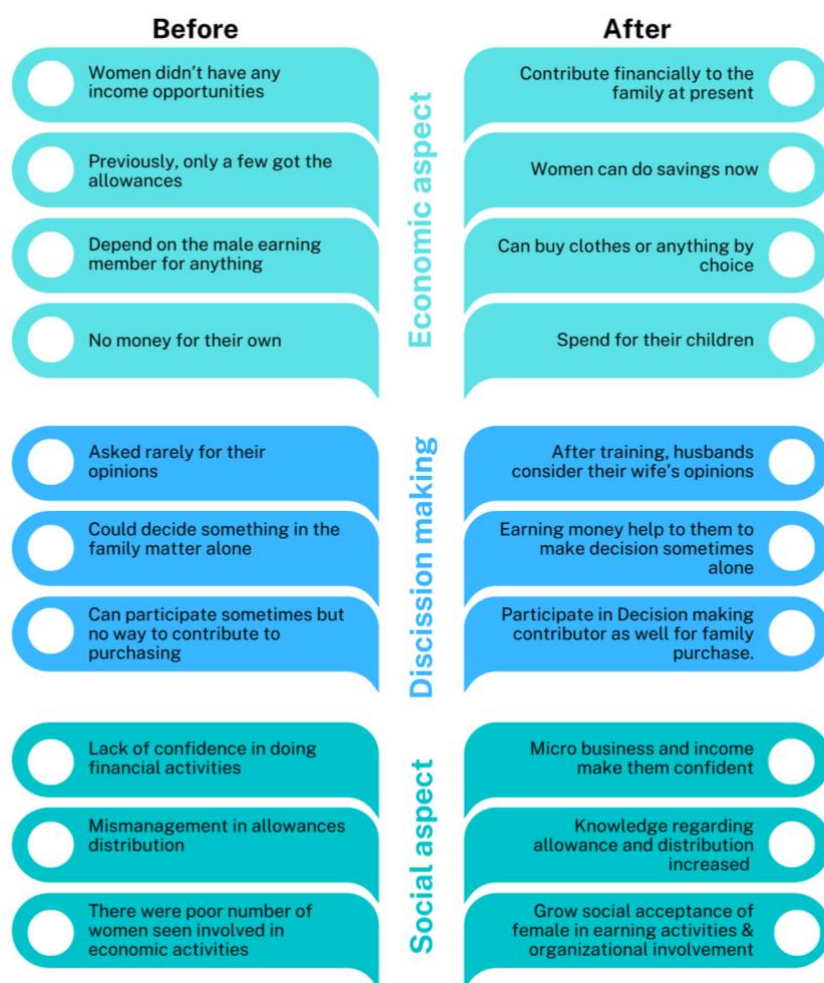 Before
After
Economic aspect
Women didn't have any
income opportunities
Contribute financially to the
family at present
Previously, only a few got the
allowances
Women can do savings now
Depend on the male earning
member for anything
Can buy clothes or anything by
choice
No money for their own
Spend for their children
Discission making
Asked rarely for their
opinions
After training, husbands
consider their wife's opinions
Could decide something in the
family matter alone
Earning money help to them to
make decision sometimes
alone
Can participate sometimes but
no way to contribute to
purchasing
Participate in Decision making
contributor as well for family
purchase.
Social aspect
Lack of confidence in doing
financial activities
Micro business and income
make them confident
Mismanagement in allowances
distribution
Knowledge regarding
allowance and distribution
increased
There were poor number of
women seen involved in
economic activities
Grow social acceptance of
female in earning activities &
organizational involvement